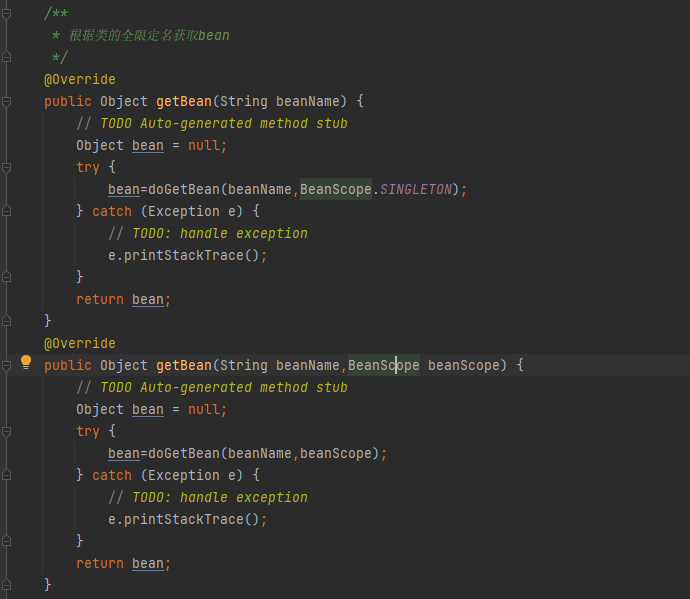 /**
 * 根据类的全限定名获取bean
 */
@Override
public Object getBean(String beanName) {
    // TODO Auto-generated method stub
    Object bean = null;
    try {
        bean=doGetBean(beanName,BeanScope.SINGLETON);
    } catch (Exception e) {
        // TODO: handle exception
        e.printStackTrace();
    }
    return bean;
}
@Override
public Object getBean(String beanName,BeanScope beanScope) {
    // TODO Auto-generated method stub
    Object bean = null;
    try {
        bean=doGetBean(beanName,beanScope);
    } catch (Exception e) {
        // TODO: handle exception
        e.printStackTrace();
    }
    return bean;
}